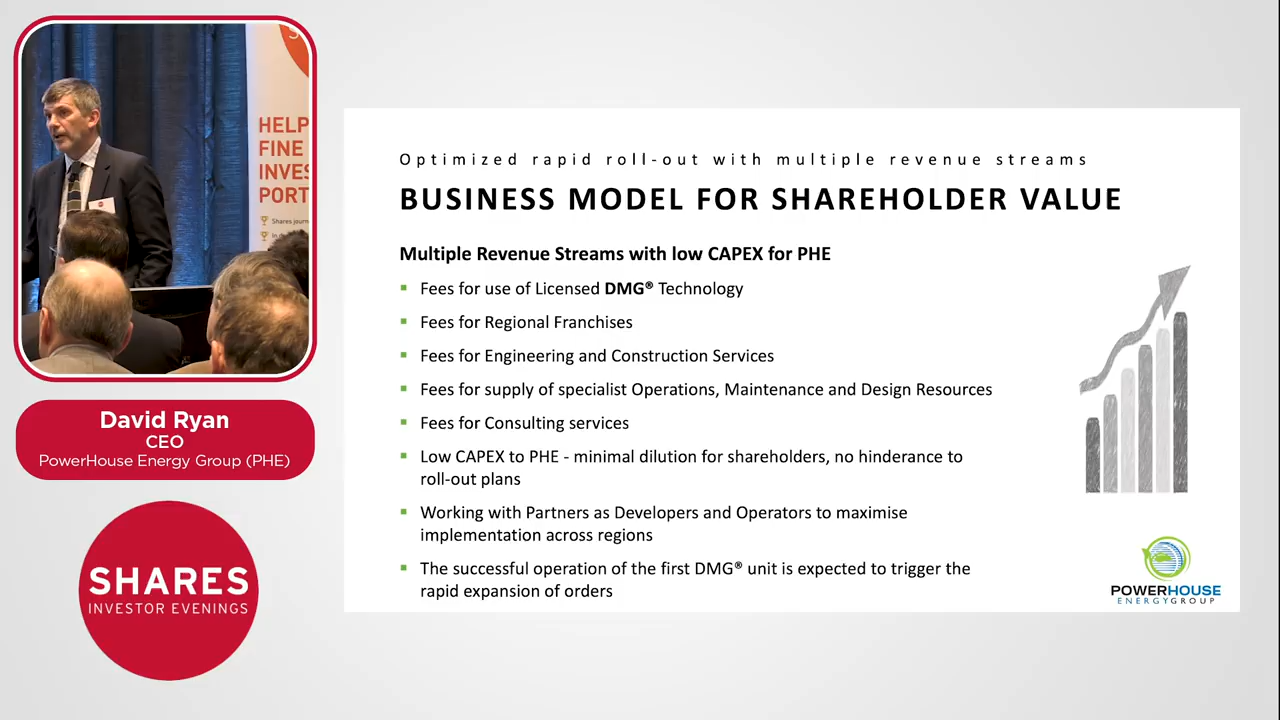 HELP
FINE
INVES
PORT
Shares journ
David Ryan
CEO
PowerHouse Energy Group (PHE)
SHARES
INVESTOR EVENINGS
Optimized rapid roll-out with multiple revenue streams
BUSINESS MODEL FOR SHAREHOLDER VALUE
Multiple Revenue Streams with low CAPEX for PHE
▪ Fees for use of Licensed DMG® Technology
▪ Fees for Regional Franchises
▪ Fees for Engineering and Construction Services
▪ Fees for supply of specialist Operations, Maintenance and Design Resources
▪ Fees for Consulting services
▪ Low CAPEX to PHE - minimal dilution for shareholders, no hinderance to
roll-out plans
▪ Working with Partners as Developers and Operators to maximise
implementation across regions
▪ The successful operation of the first DMG® unit is expected to trigger the
rapid expansion of orders
POWERHOUSE
ENERGYGROUP